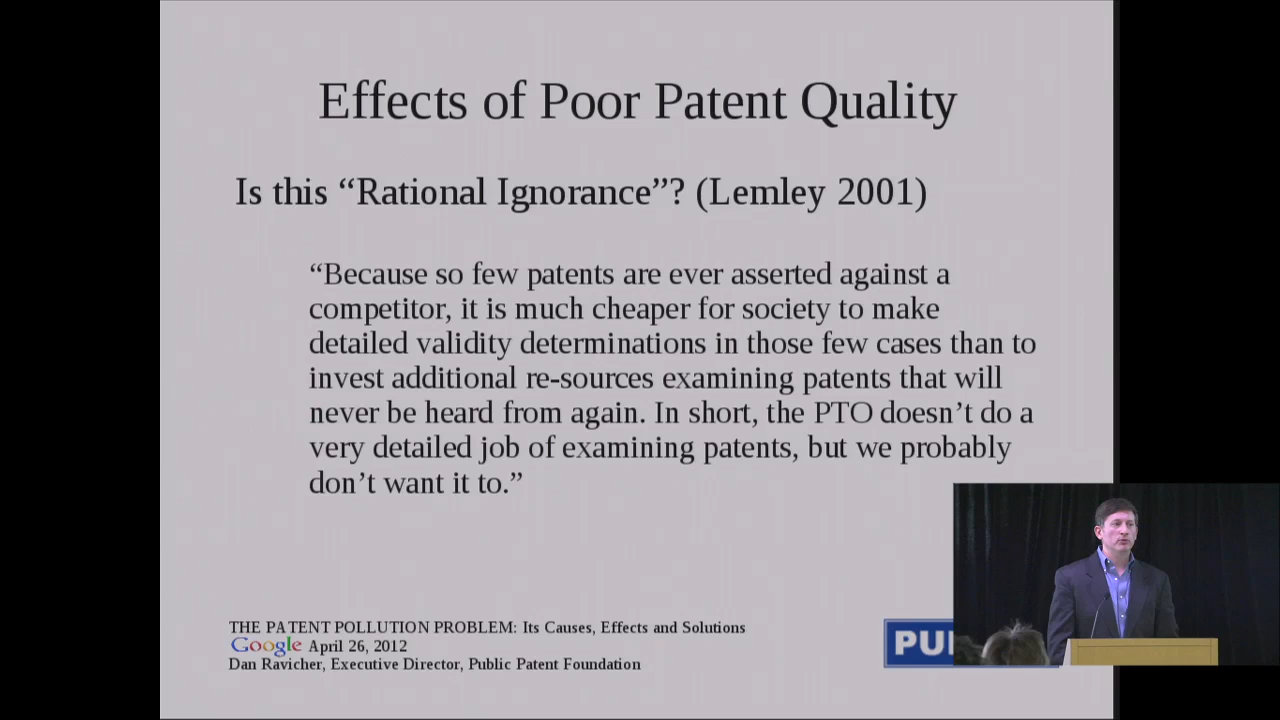 Effects of Poor Patent Quality
Is this “Rational Ignorance”? (Lemley 2001)
“Because so few patents are ever asserted against a
competitor, it is much cheaper for society to make
detailed validity determinations in those few cases than to
invest additional re-sources examining patents that will
never be heard from again. In short, the PTO doesn’t do a
very detailed job of examining patents, but we probably
don’t want it to.”
THE PATENT POLLUTION PROBLEM: Its Causes, Effects and Solutions
Google April 26, 2012
Dan Ravicher, Executive Director, Public Patent Foundation